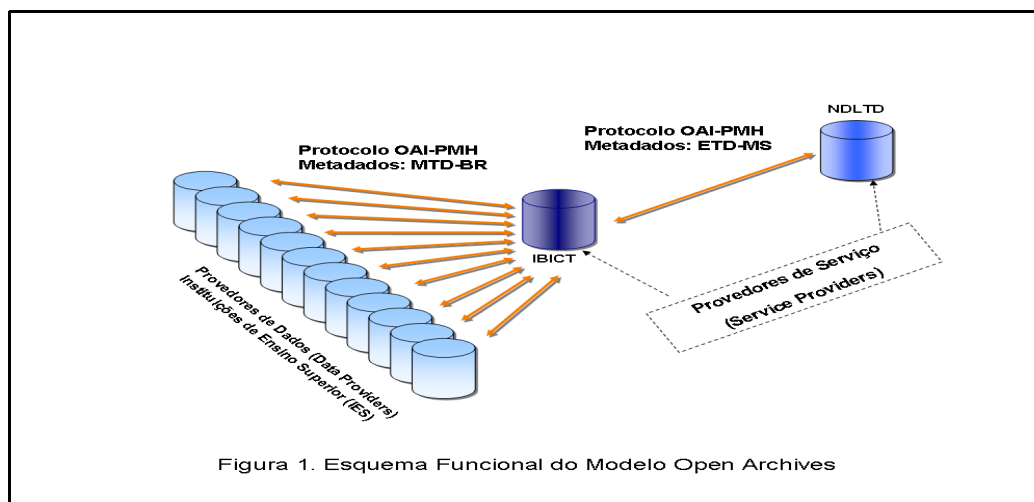 NDLTD
Protocolo OAI-PMH
Metadados: ETD-MS
Protocolo OAI-PMH
Metadados: MTD-BR
IBICT
Provedores de Serviço
(Service Providers)
Provedores de Dados (Data Providers)
Instituições de Ensino Superior (IES)
Figura 1. Esquema Funcional do Modelo Open Archives